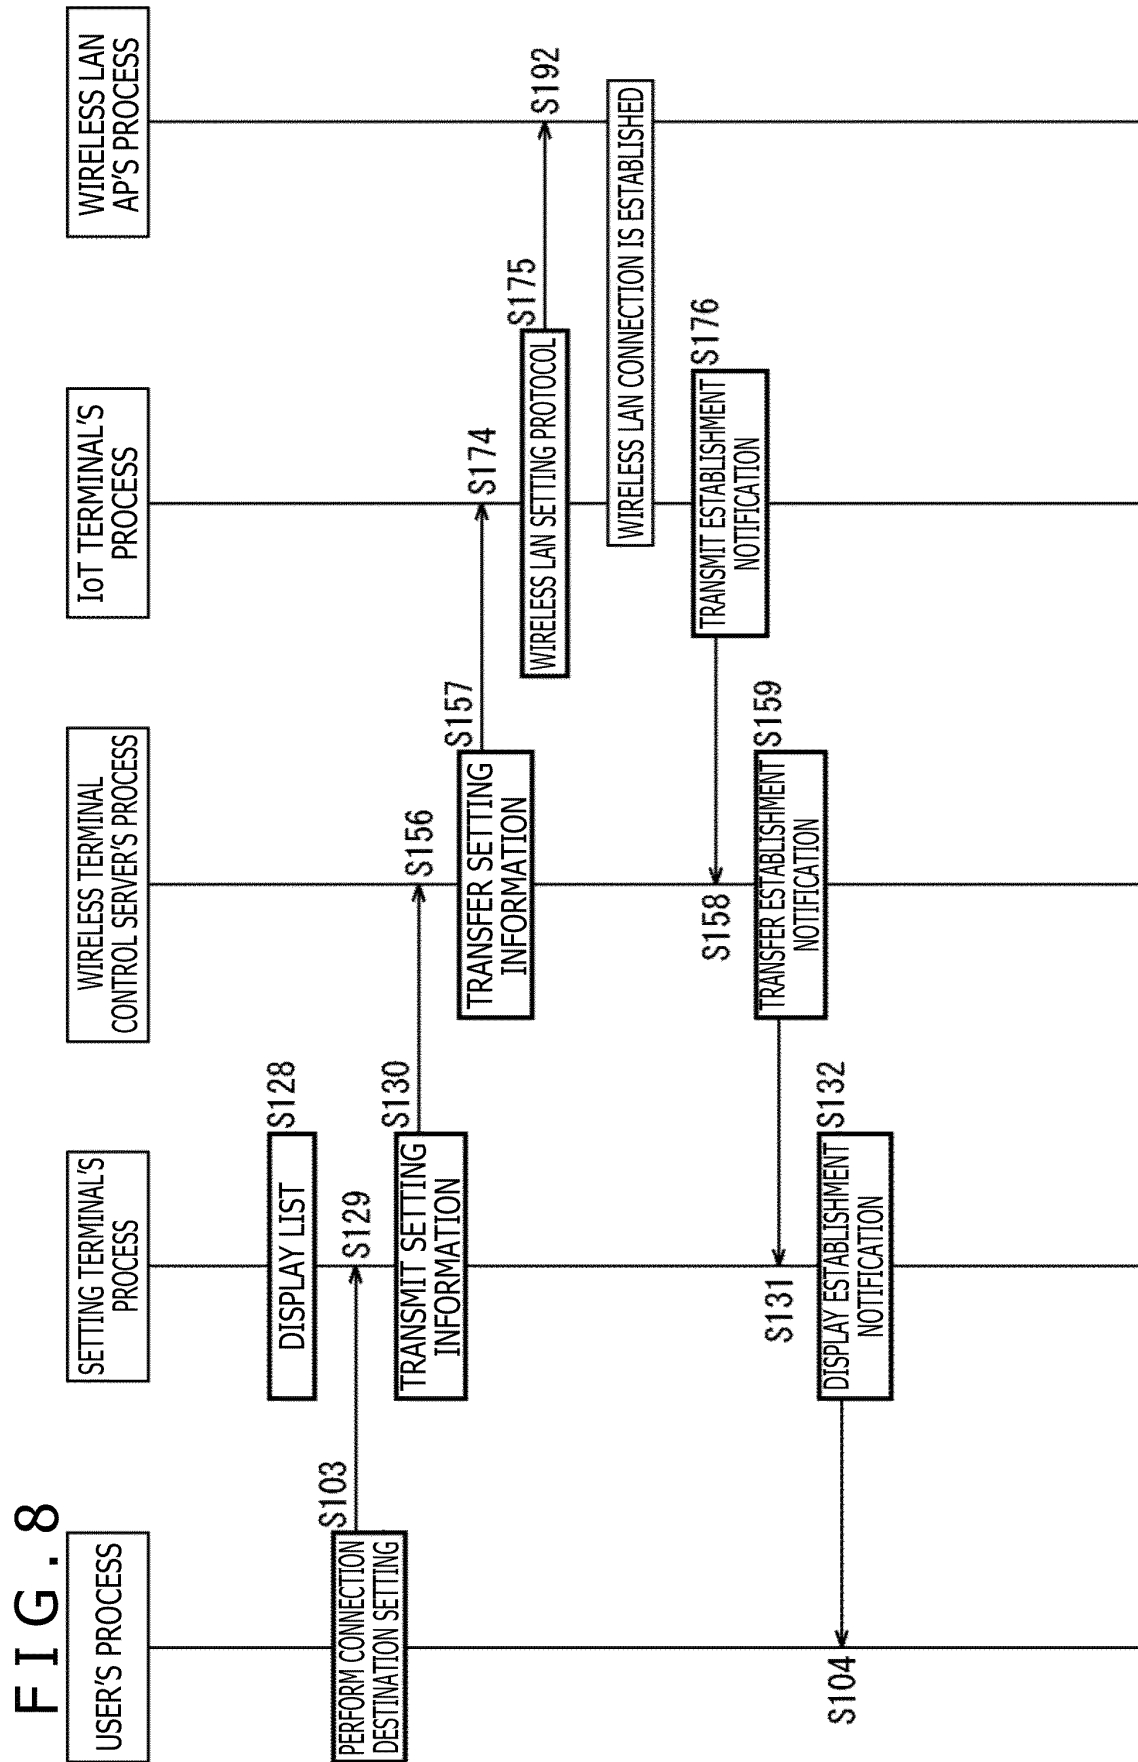 FIG. 8
USER'S PROCESS
SETTING TERMINAL'S
PROCESS
WIRELESS TERMINAL
CONTROL SERVER'S PROCESS
IoT TERMINAL'S
PROCESS
WIRELESS LAN
AP'S PROCESS
DISPLAY LIST
S128
PERFORM CONNECTION
DESTINATION SETTING
S103
S129
TRANSMIT SETTING
INFORMATION
S130
S156
TRANSFER SETTING
INFORMATION
S157
S174
WIRELESS LAN SETTING PROTOCOL
S175
S192
WIRELESS LAN CONNECTION IS ESTABLISHED
TRANSMIT ESTABLISHMENT
NOTIFICATION
S176
S158
TRANSFER ESTABLISHMENT
NOTIFICATION
S159
S131
DISPLAY ESTABLISHMENT
NOTIFICATION
S132
S104